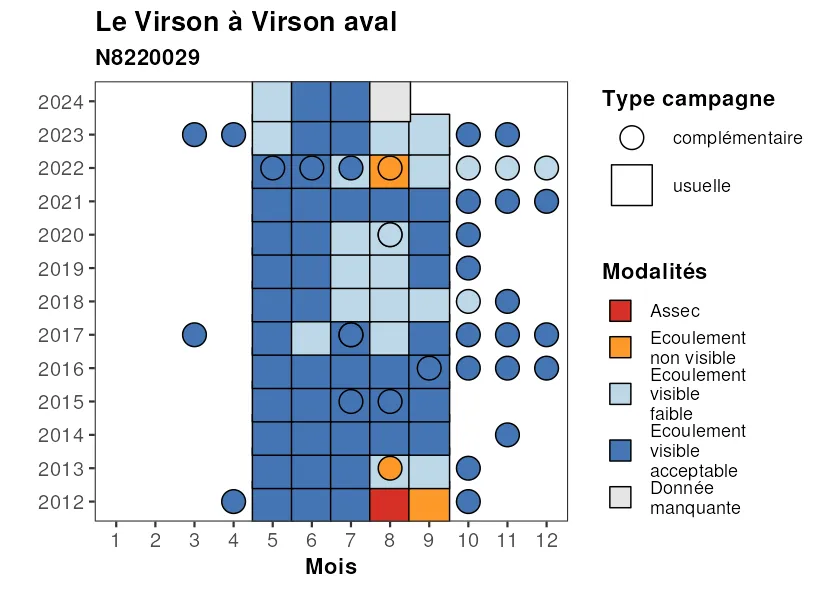 Le Virson à Virson aval
N8220029
2024
2023
2022
2021
2020
2019
2018
2017
2016
2015
2014
2013
2012
1 2 3 4 5 6 7 8 9 10 11 12
Mois
Type campagne
complémentaire
usuelle
Modalités
Assec
Ecoulement
non visible
Ecoulement
visible
faible
Ecoulement
visible
acceptable
Donnée
manquante